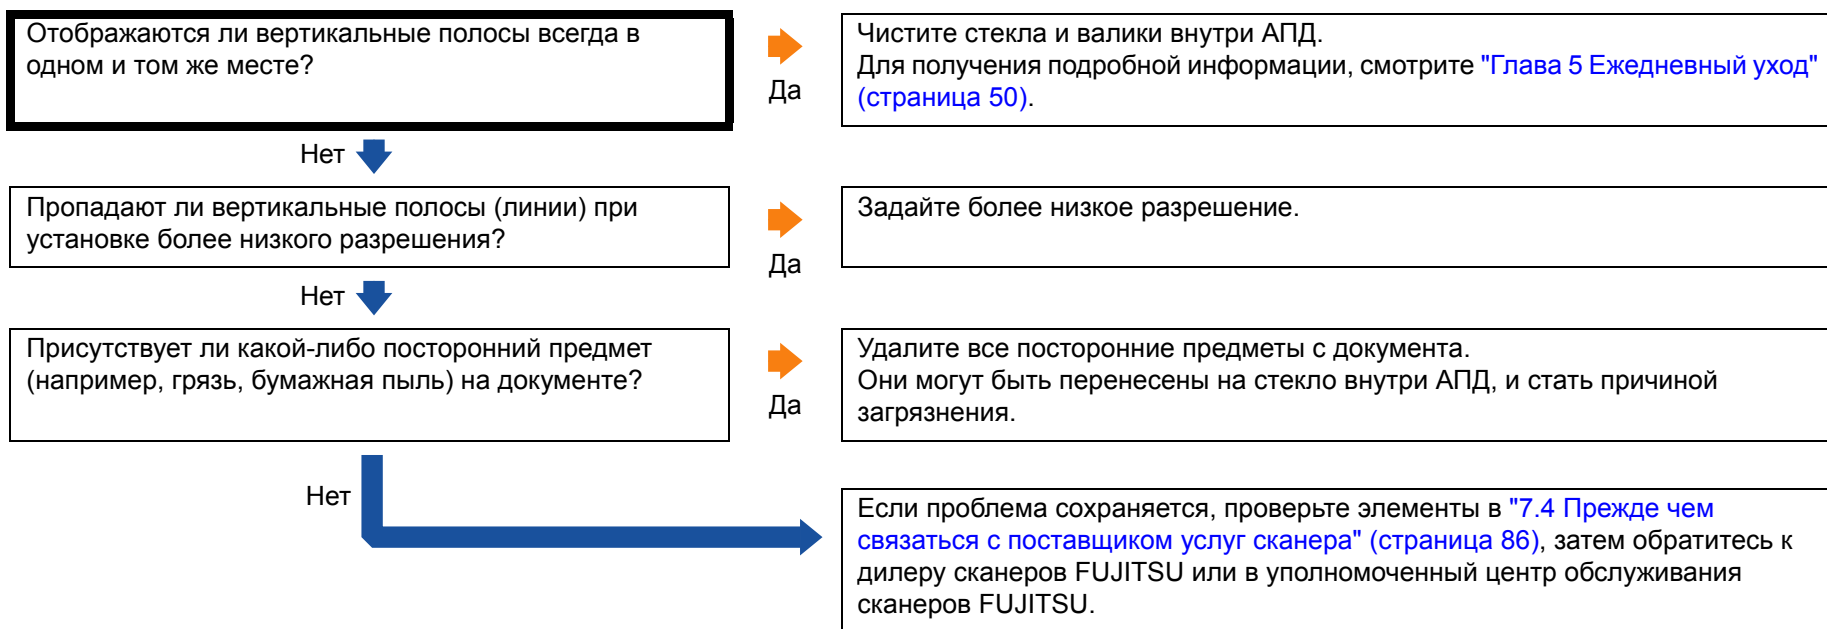 Отображаются ли вертикальные полосы всегда в
одном и том же месте?
Да
Чистите стекла и валики внутри АПД.
Для получения подробной информации, смотрите "Глава 5 Ежедневный уход"
(страница 50).
Нет
Пропадают ли вертикальные полосы (линии) при
установке более низкого разрешения?
Да
Задайте более низкое разрешение.
Нет
Присутствует ли какой-либо посторонний предмет
(например, грязь, бумажная пыль) на документе?
Да
Удалите все посторонние предметы с документа.
Они могут быть перенесены на стекло внутри АПД, и стать причиной
загрязнения.
Нет
Если проблема сохраняется, проверьте элементы в "7.4 Прежде чем
связаться с поставщиком услуг сканера" (страница 86), затем обратитесь к
дилеру сканеров FUJITSU или в уполномоченный центр обслуживания
сканеров FUJITSU.